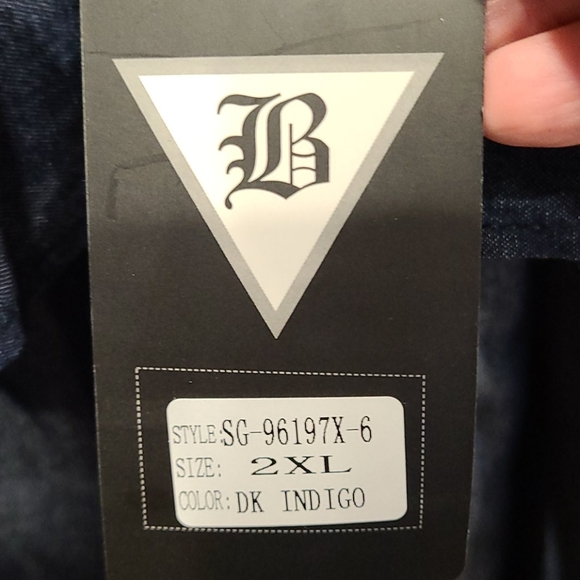 B
STYLE:SG-96197X-6
SIZE: 2XL
COLOR: DK INDIGO